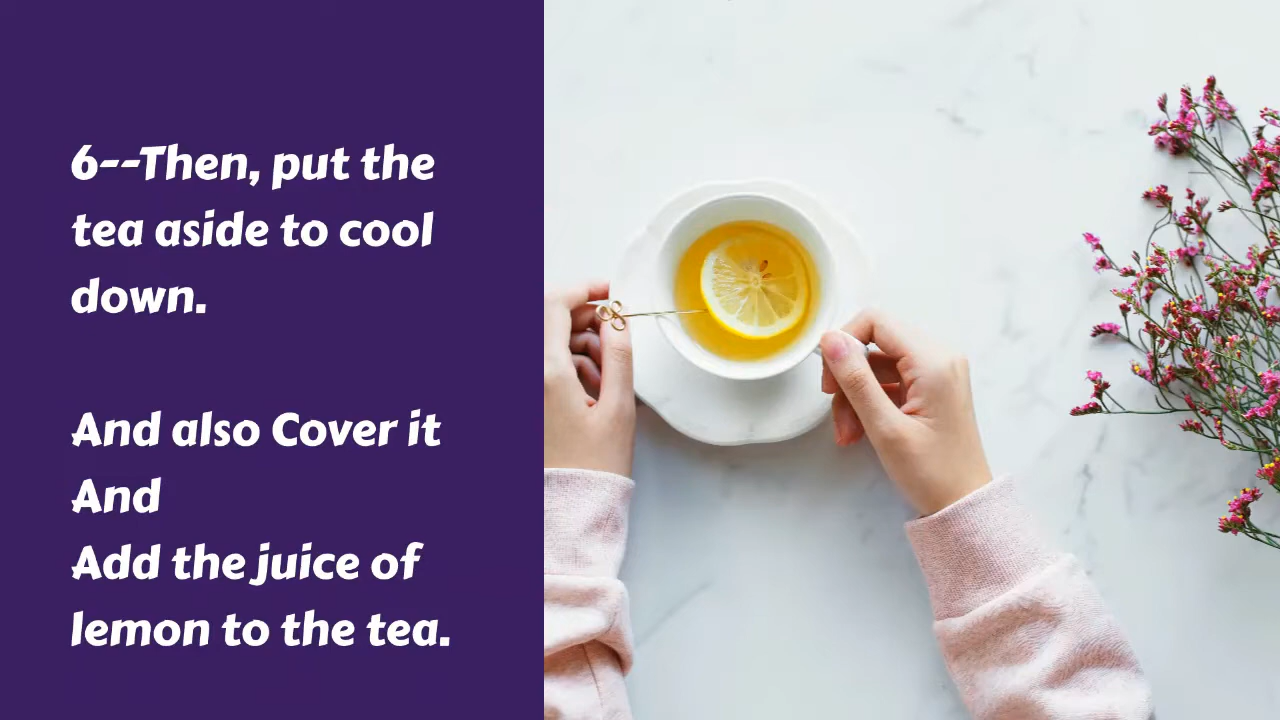 6--Then, put the
tea aside to cool
down.
And also Cover it
And
Add the juice of
lemon to the tea.